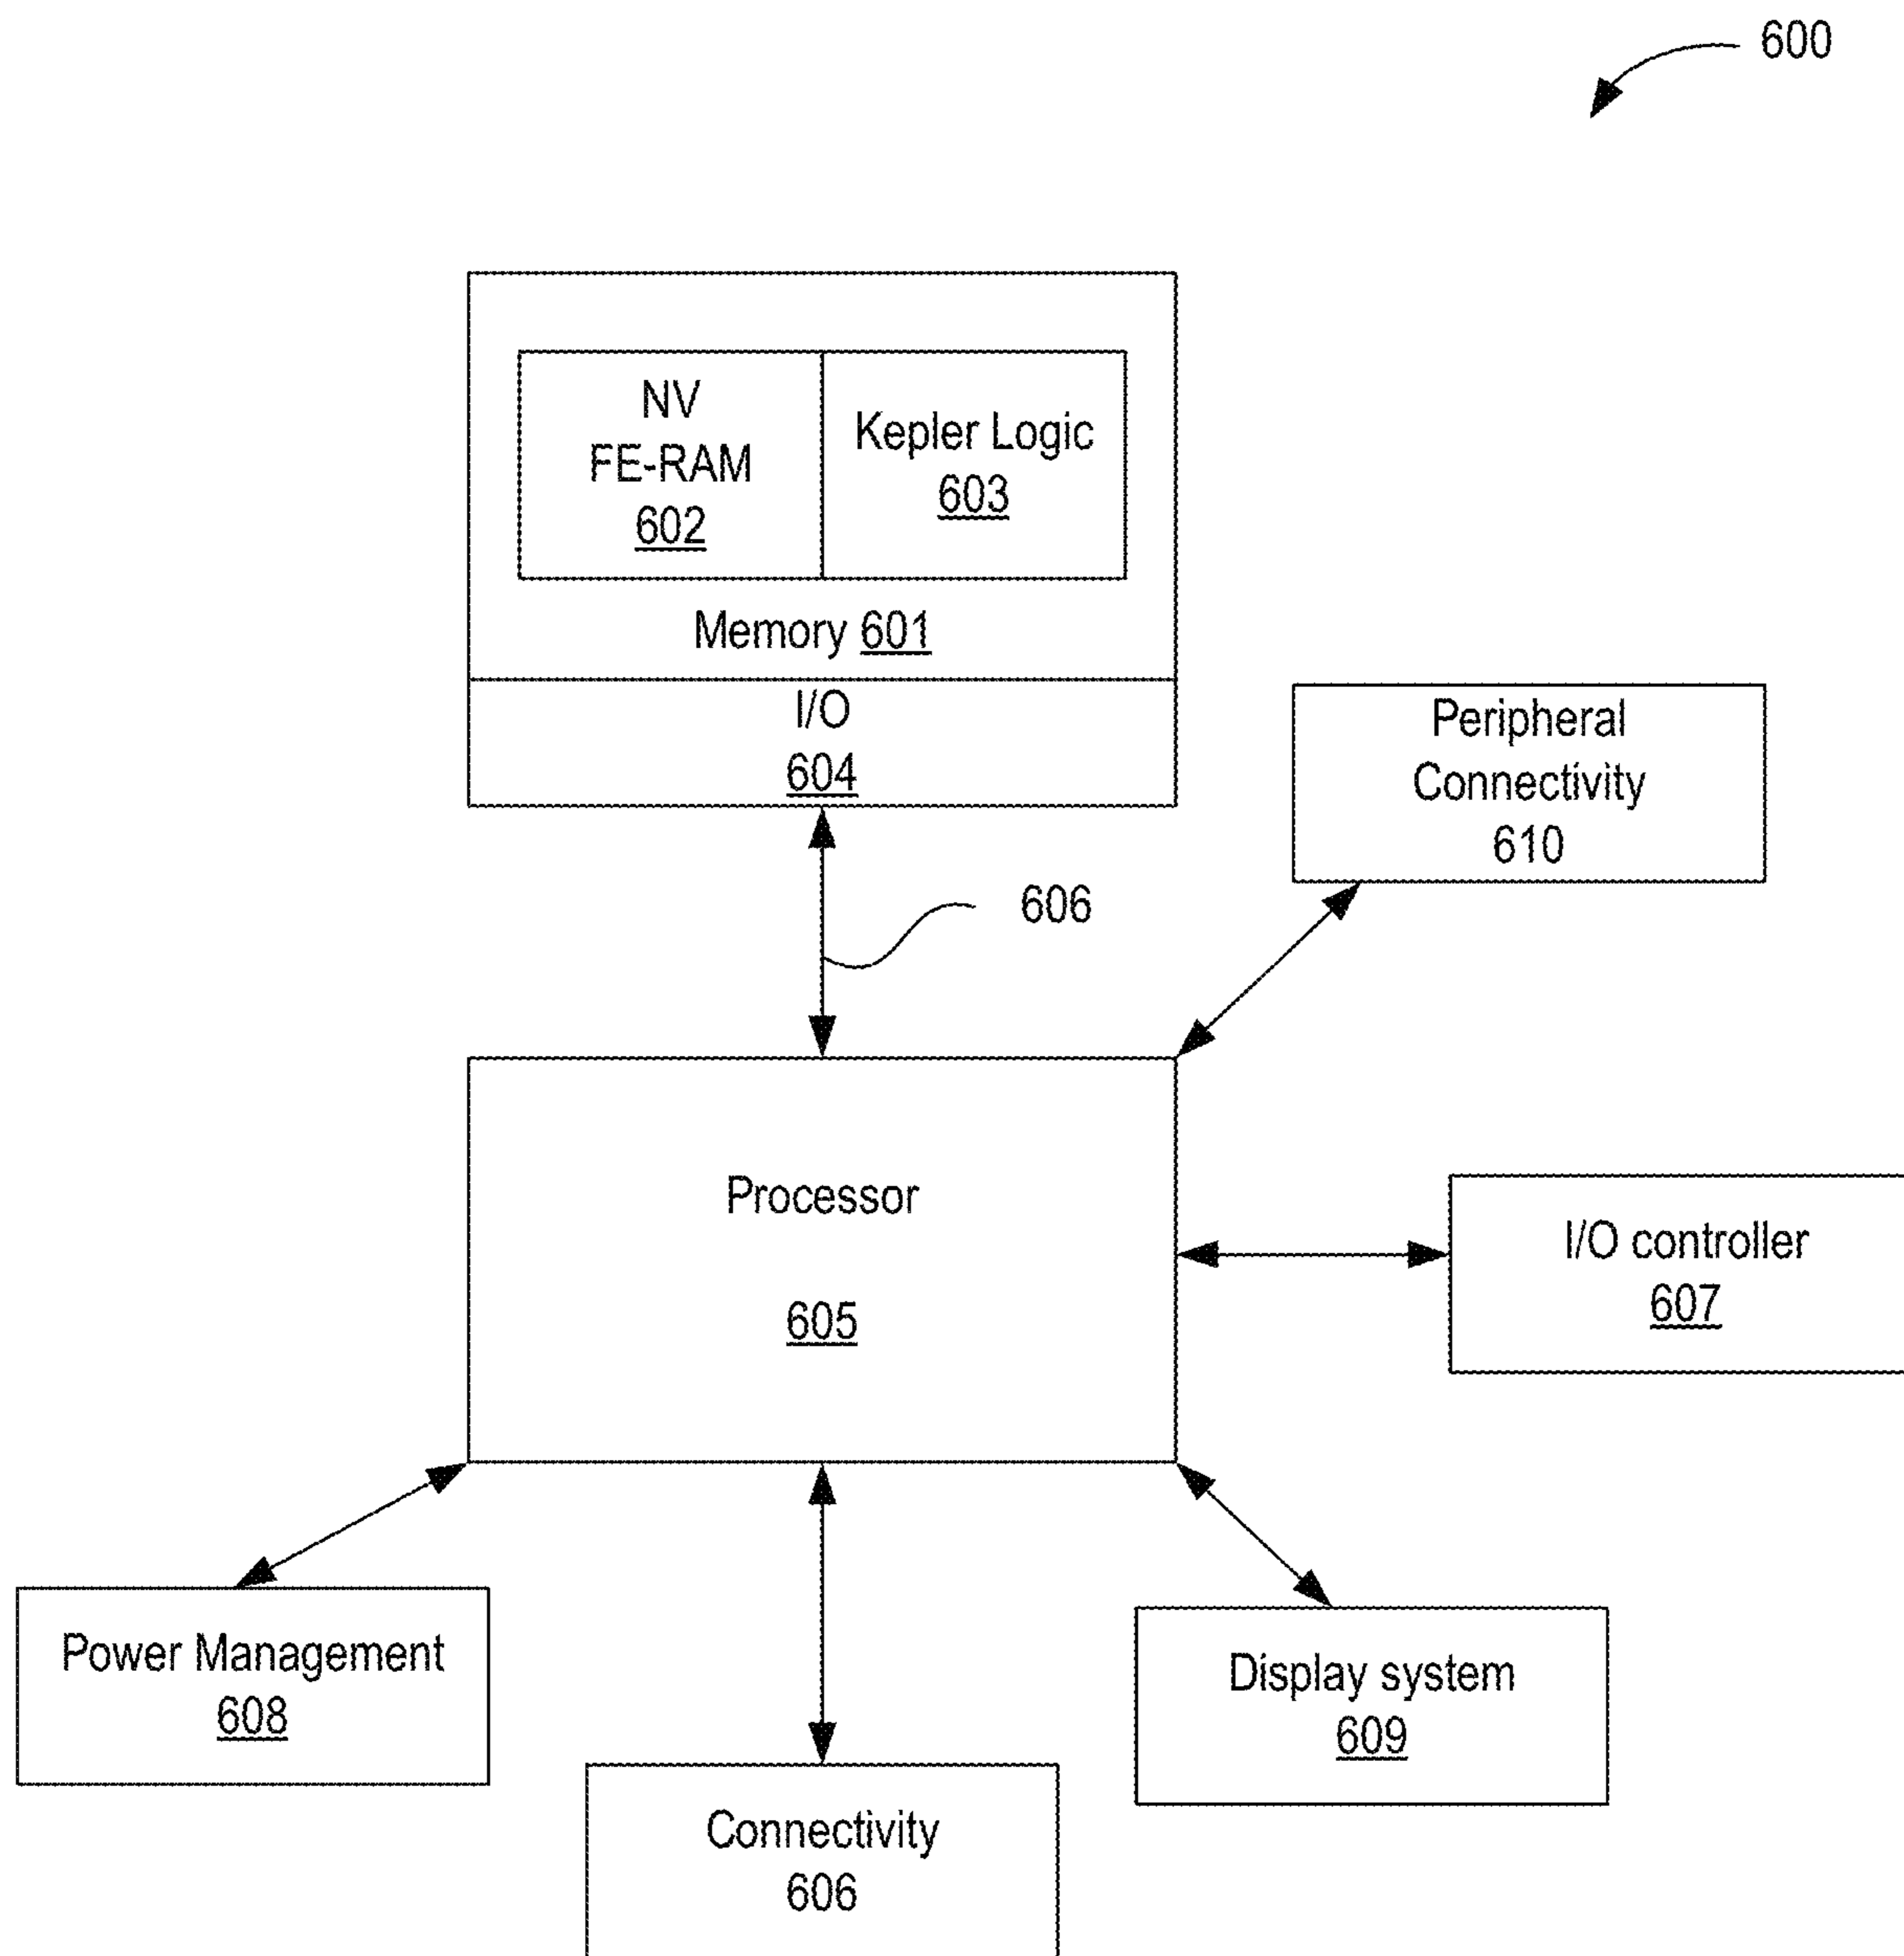 600
NV
FE-RAM
602
Kepler Logic
603
Memory 601
I/O
604
Peripheral
Connectivity
610
606
Processor
605
I/O controller
607
Power Management
608
Display system
609
Connectivity
606